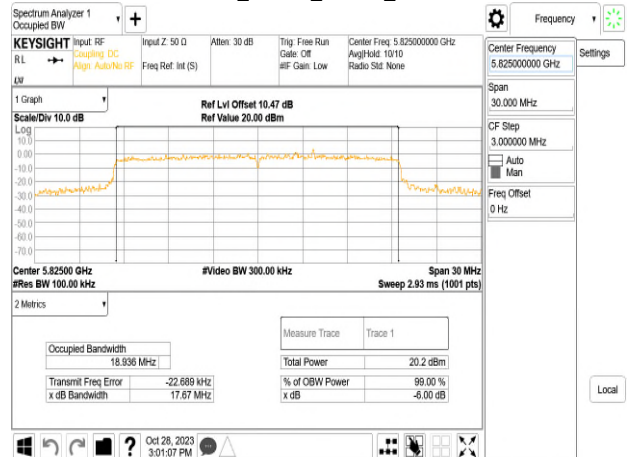 Spectrum Analyzer 1
Occupied BW
Frequency
KEYSIGHT
RL
Input: RF
Coupling: DC
Align: Auto/No RF
Input Z: 50 Ω
Freq Ref: Int (S)
Atten: 30 dB
Trig: Free Run
Gate: Off
#IF Gain: Low
Center Freq: 5.825000000 GHz
Avg|Hold: 10/10
Radio Std: None
Center Frequency
5.825000000 GHz
Settings
Span
30.000 MHz
CF Step
3.000000 MHz
Auto
Man
Freq Offset
0 Hz
Local
1 Graph
Scale/Div 10.0 dB
Ref Lvl Offset 10.47 dB
Ref Value 20.00 dBm
Log
10.0
0.00
-10.0
-20.0
-30.0
-40.0
-50.0
-60.0
-70.0
Center 5.82500 GHz
#Video BW 300.00 kHz
Span 30 MHz
#Res BW 100.00 kHz
Sweep 2.93 ms (1001 pts)
2 Metrics
Measure Trace Trace 1
Occupied Bandwidth
18.936 MHz
Total Power 20.2 dBm
Transmit Freq Error -22.689 kHz
% of OBW Power 99.00 %
x dB Bandwidth 17.67 MHz
x dB -6.00 dB
?
Oct 28, 2023
3:01:07 PM